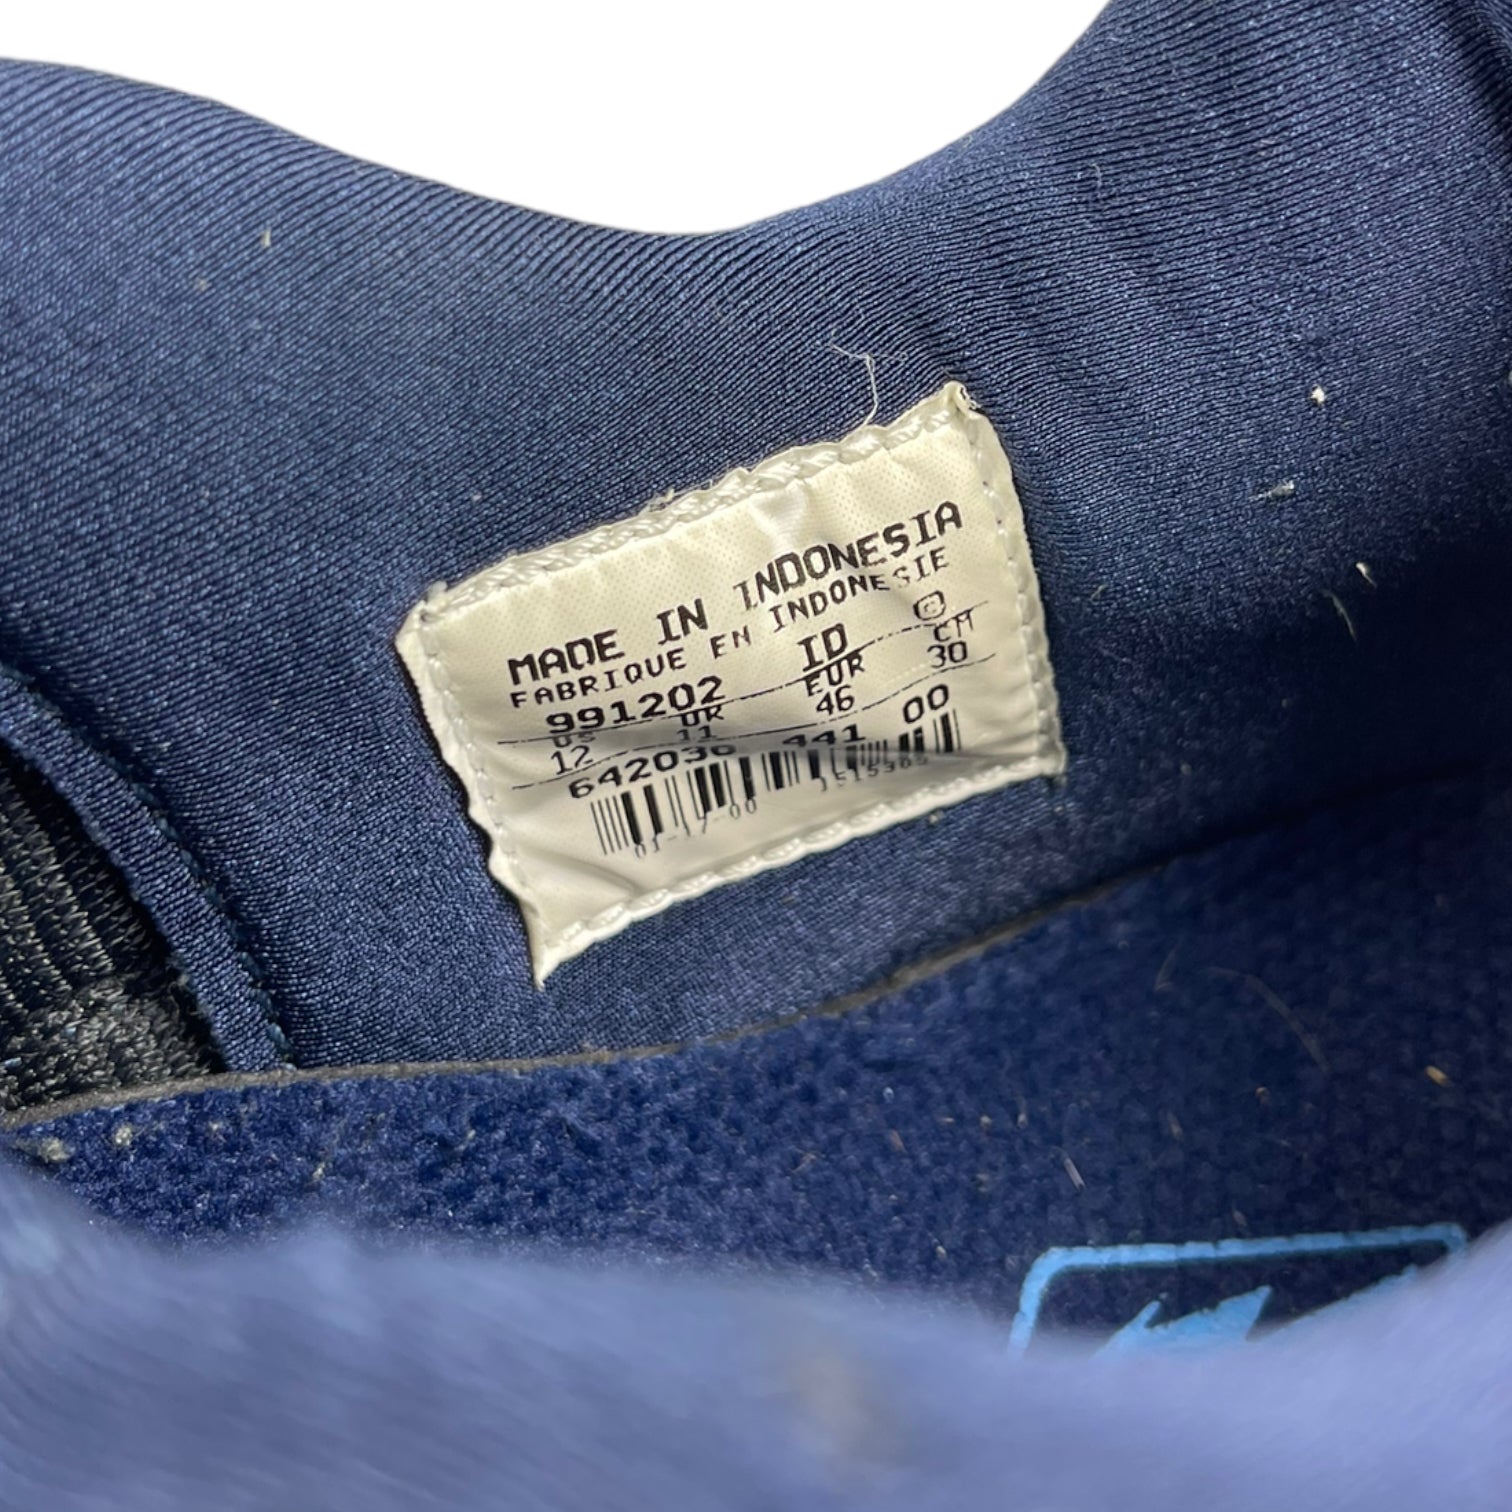 MADE IN INDONESIA
FABRIQUE EN INDONESIE
991202 ID
US UK EUR CM
12 11 46 30
642036 441 00
01-17-00